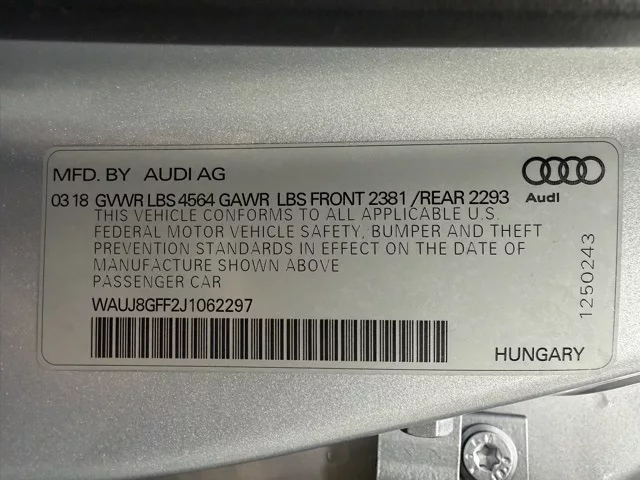 MFD. BY AUDI AG
03 18 GVWR LBS 4564 GAWR LBS FRONT 2381 /REAR 2293
Audi
THIS VEHICLE CONFORMS TO ALL APPLICABLE U.S.
FEDERAL MOTOR VEHICLE SAFETY, BUMPER AND THEFT
PREVENTION STANDARDS IN EFFECT ON THE DATE OF
MANUFACTURE SHOWN ABOVE
PASSENGER CAR
WAUJ8GFF2J1062297
1250243
HUNGARY